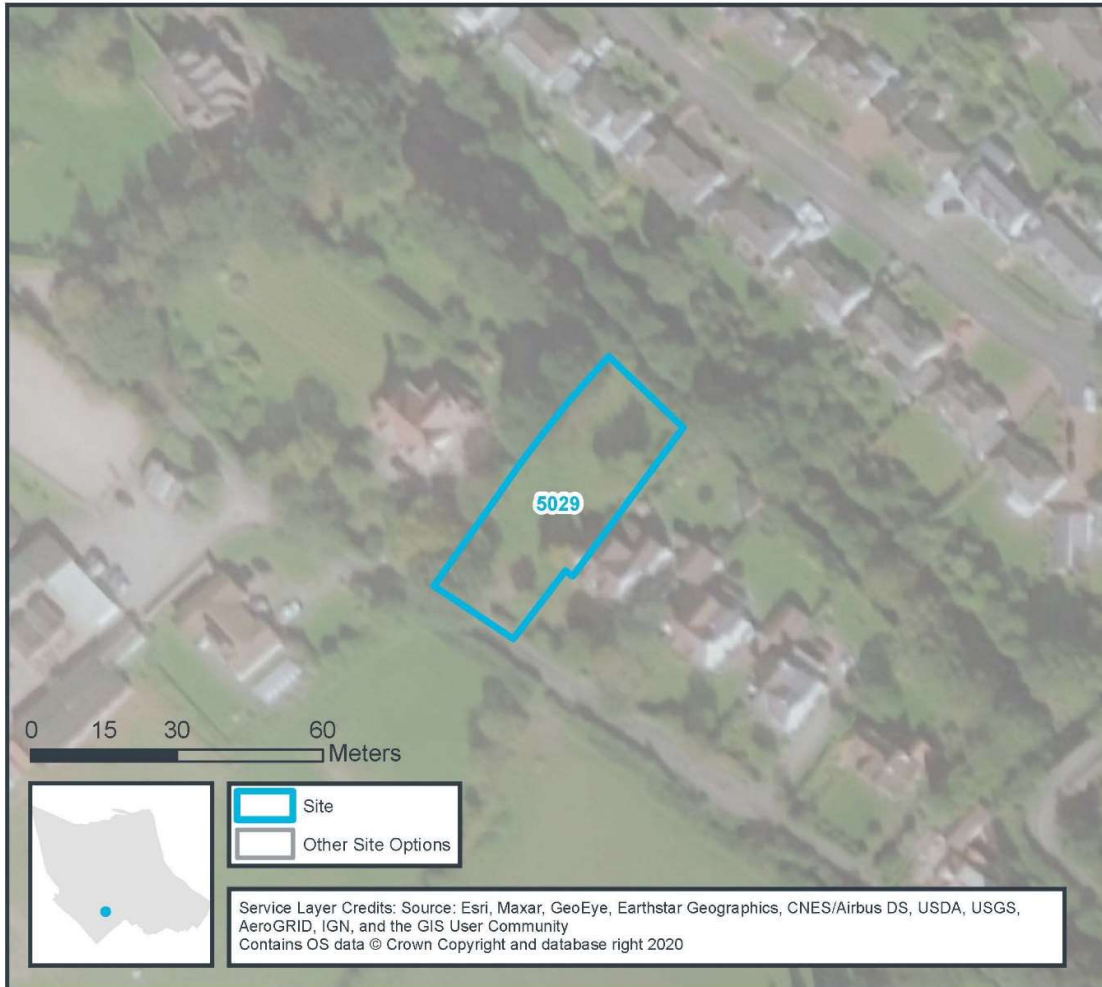 5029
0 15 30 60
Meters
Site
Other Site Options
Service Layer Credits: Source: Esri, Maxar, GeoEye, Earthstar Geographics, CNES/Airbus DS, USDA, USGS,
AeroGRID, IGN, and the GIS User Community
Contains OS data © Crown Copyright and database right 2020